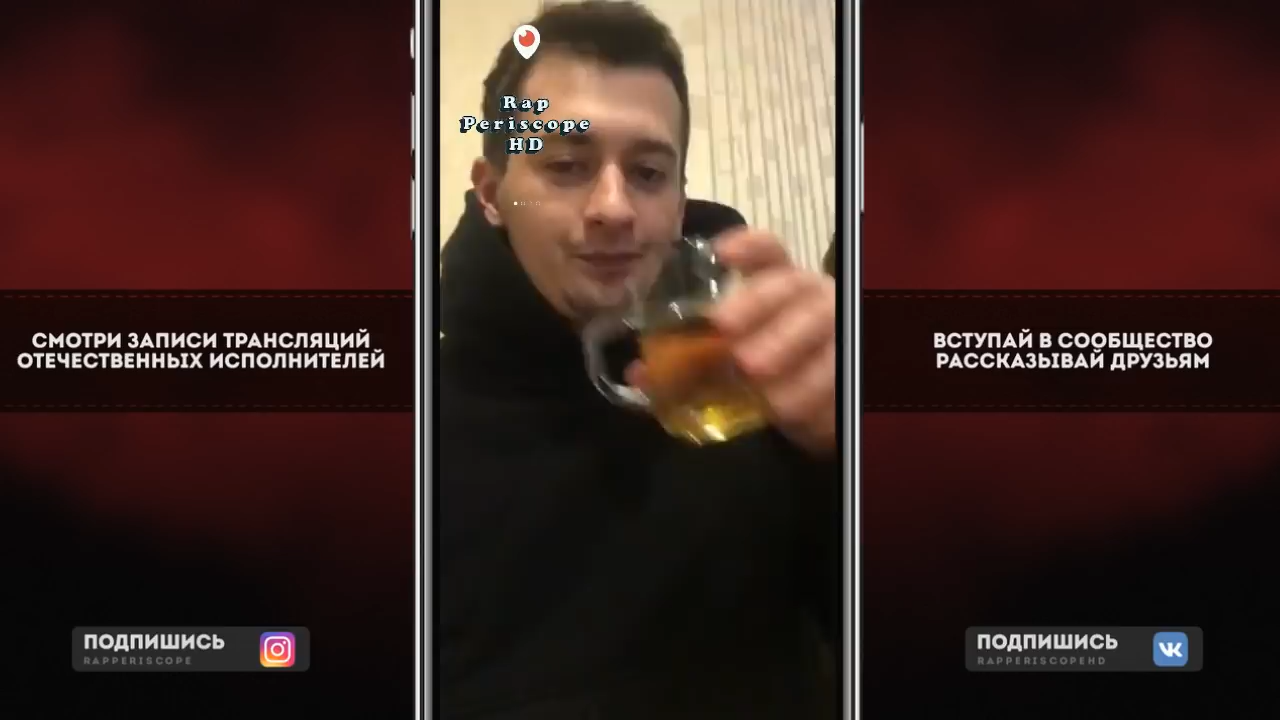 Rap
Periscope
HD
СМОТРИ ЗАПИСИ ТРАНСЛЯЦИЙ
ОТЕЧЕСТВЕННЫХ ИСПОЛНИТЕЛЕЙ
ВСТУПАЙ В СООБЩЕСТВО
РАССКАЗЫВАЙ ДРУЗЬЯМ
ПОДПИШИСЬ
RAPPERISCOPE
ПОДПИШИСЬ
RAPPERISCOPEHD